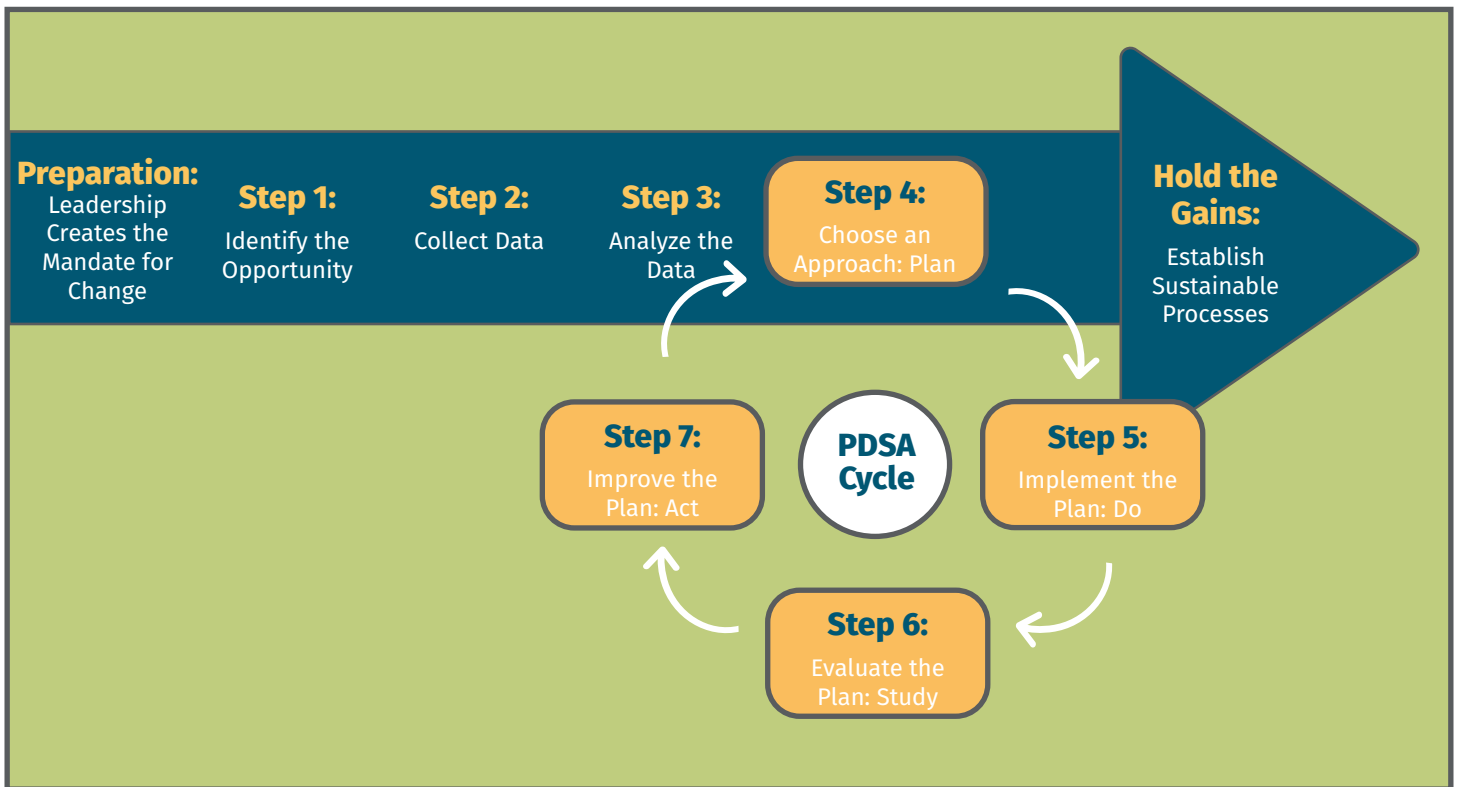 Preparation:
Leadership
Creates the
Mandate for
Change
Step 1:
Identify the
Opportunity
Step 2:
Collect Data
Step 3:
Analyze the
Data
Step 4:
Choose an
Approach: Plan
Hold the
Gains:
Establish
Sustainable
Processes
Step 7:
Improve the
Plan: Act
PDSA
Cycle
Step 5:
Implement the
Plan: Do
Step 6:
Evaluate the
Plan: Study